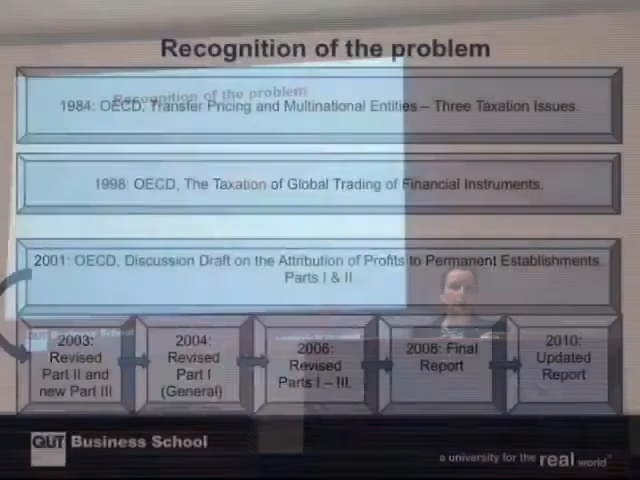 Recognition of the problem
Recognition of the problem
1984: OECD, Transfer Pricing and Multinational Entities – Three Taxation Issues.
1998: OECD, The Taxation of Global Trading of Financial Instruments.
2001: OECD, Discussion Draft on the Attribution of Profits to Permanent Establishments
Parts I & II
QUT Business School
2003:
Revised
Part II and
new Part III
2004:
Revised
Part I
(General)
2006:
Revised
Parts I – III.
2008: Final
Report
2010:
Updated
Report
QUT Business School
a university for the real world